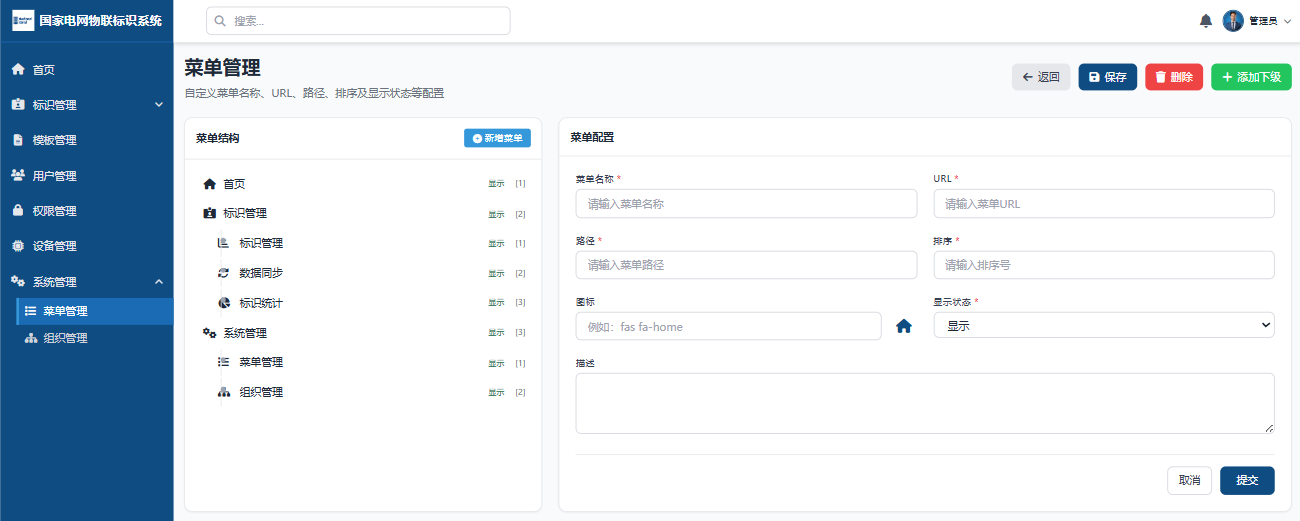 国家电网物联标识系统
搜索...
管理员
首页
标识管理
模板管理
用户管理
权限管理
设备管理
系统管理
菜单管理
组织管理
菜单管理
自定义菜单名称、URL、路径、排序及显示状态等配置
返回
保存
删除
添加下级
菜单结构
新增菜单
首页 显示 [1]
标识管理 显示 [2]
标识管理 显示 [1]
数据同步 显示 [2]
标识统计 显示 [3]
系统管理 显示 [3]
菜单管理 显示 [1]
组织管理 显示 [2]
菜单配置
菜单名称 *
请输入菜单名称
URL *
请输入菜单URL
路径 *
请输入菜单路径
排序 *
请输入排序号
图标
例如：fas fa-home
显示状态 *
显示
描述
取消
提交